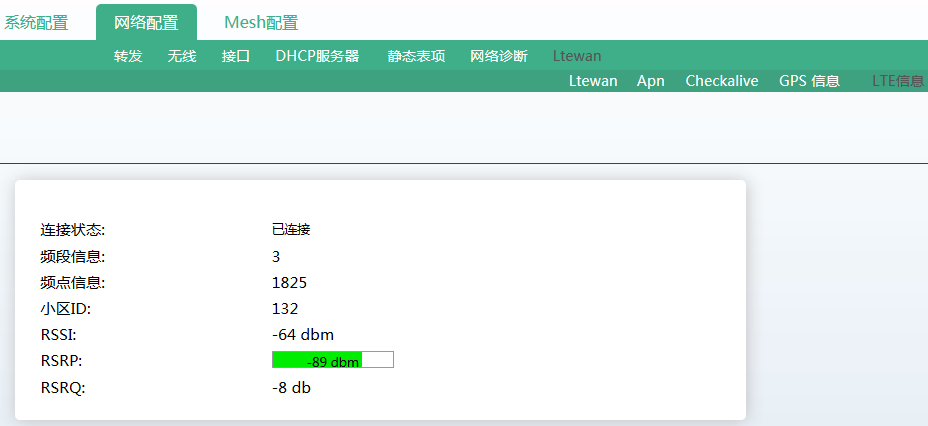 系统配置 网络配置 Mesh配置
转发 无线 接口 DHCP服务器 静态表项 网络诊断 Ltewan
Ltewan Apn Checkalive GPS 信息 LTE信息
连接状态: 已连接
频段信息: 3
频点信息: 1825
小区ID: 132
RSSI: -64 dbm
RSRP: -89 dbm
RSRQ: -8 db